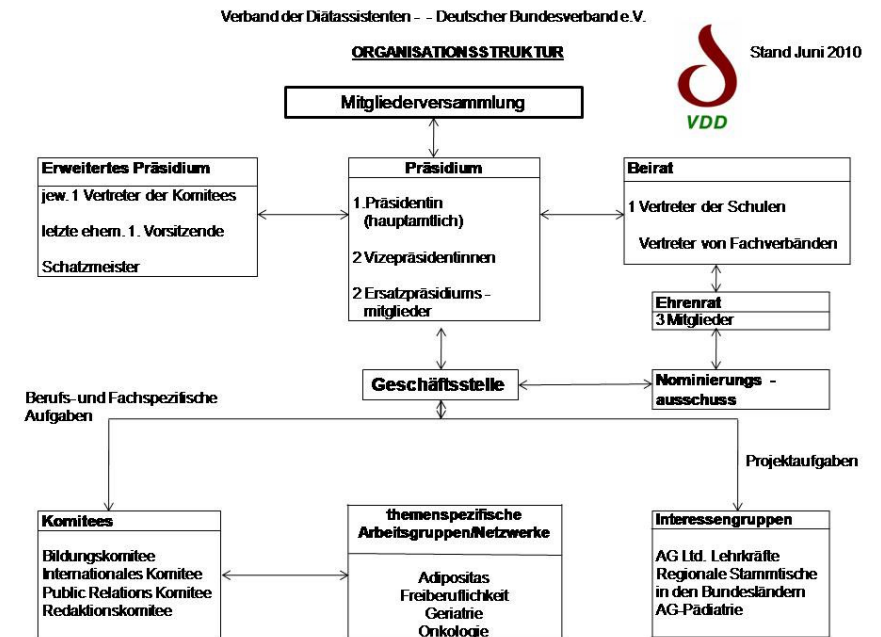 Verband der Diätassistenten - - Deutscher Bundesverband e.V.
ORGANISATIONSSTRUKTUR
Stand Juni 2010
VDD
Mitgliederversammlung
Erweitertes Präsidium
jew. 1 Vertreter der Komitees
letzte ehem. 1. Vorsitzende
Schatzmeister
Präsidium
1.Präsidentin
(hauptamtlich)
2 Vizepräsidentinnen
2 Ersatzpräsidiums -
mitglieder
Beirat
1 Vertreter der Schulen
Vertreter von Fachverbänden
Ehrenrat
3 Mitglieder
Geschäftsstelle
Nominierungs -
ausschuss
Berufs- und Fachspezifische
Aufgaben
Projektaufgaben
Komitees
Bildungskomitee
Internationales Komitee
Public Relations Komitee
Redaktionskomitee
themenspezifische
Arbeitsgruppen/Netzwerke
Adipositas
Freiberuflichkeit
Geriatrie
Onkologie
Interessengruppen
AG Ltd. Lehrkräfte
Regionale Stammtische
in den Bundesländern
AG-Pädiatrie